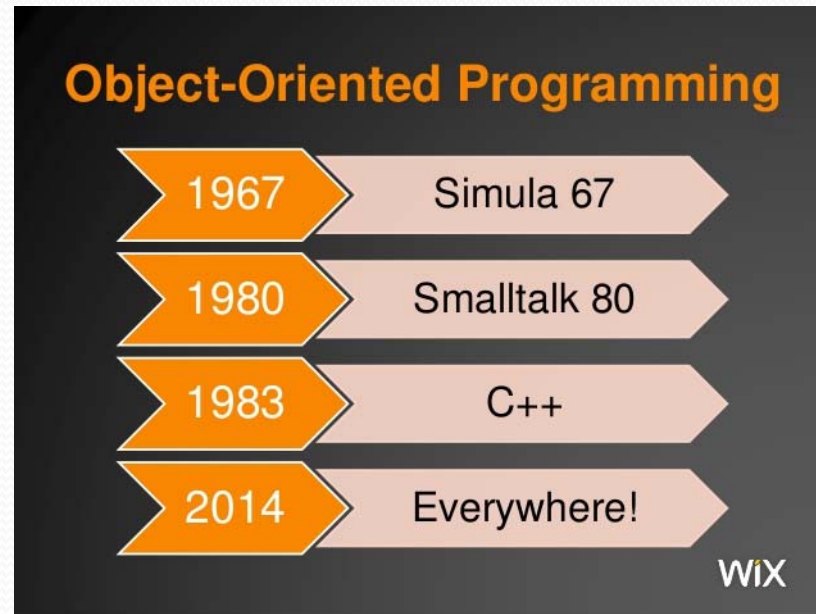 Object-Oriented Programming
1967 Simula 67
1980 Smalltalk 80
1983 C++
2014 Everywhere!
WiX